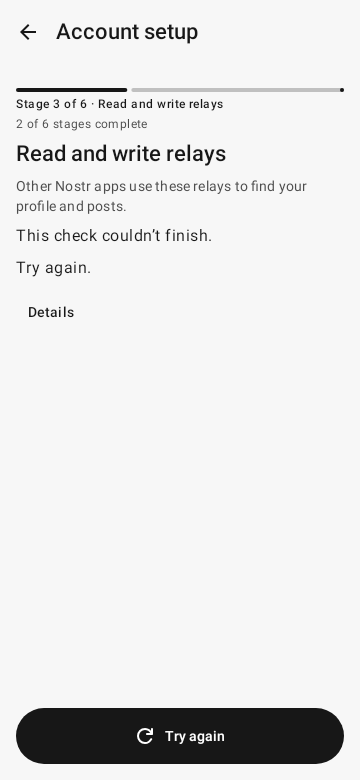 Account setup
Stage 3 of 6 · Read and write relays
2 of 6 stages complete
Read and write relays
Other Nostr apps use these relays to find your
profile and posts.
This check couldn’t finish.
Try again.
Details
Try again